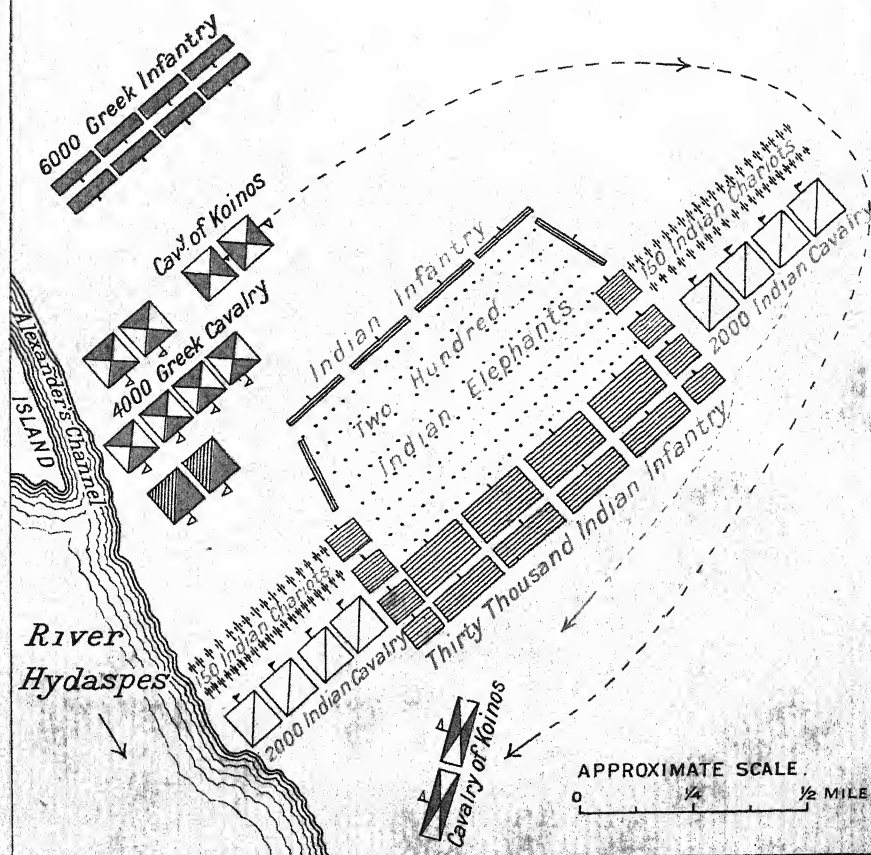 6000 Greek Infantry
Cavy of Koinos
4000 Greek Cavalry
Alexander's Channel
ISLAND
Indian Infantry
Two Hundred
Indian Elephants
150 Indian Chariots
2000 Indian Cavalry
Thirty Thousand Indian Infantry
150 Indian Chariots
2000 Indian Cavalry
River
Hydaspes
Cavalry of Koinos
APPROXIMATE SCALE.
0 1/4 1/2 MILE